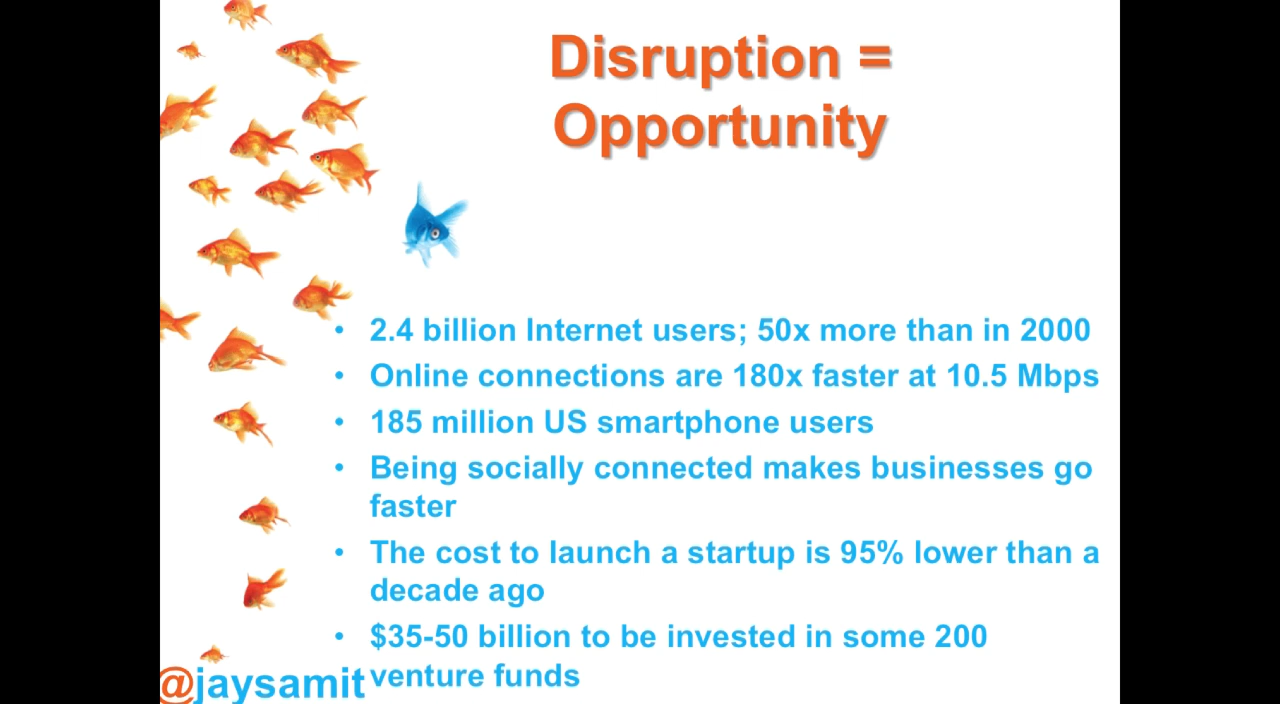 Disruption =
Opportunity
• 2.4 billion Internet users; 50x more than in 2000
• Online connections are 180x faster at 10.5 Mbps
• 185 million US smartphone users
• Being socially connected makes businesses go
faster
• The cost to launch a startup is 95% lower than a
decade ago
• $35-50 billion to be invested in some 200
venture funds
@jaysamit